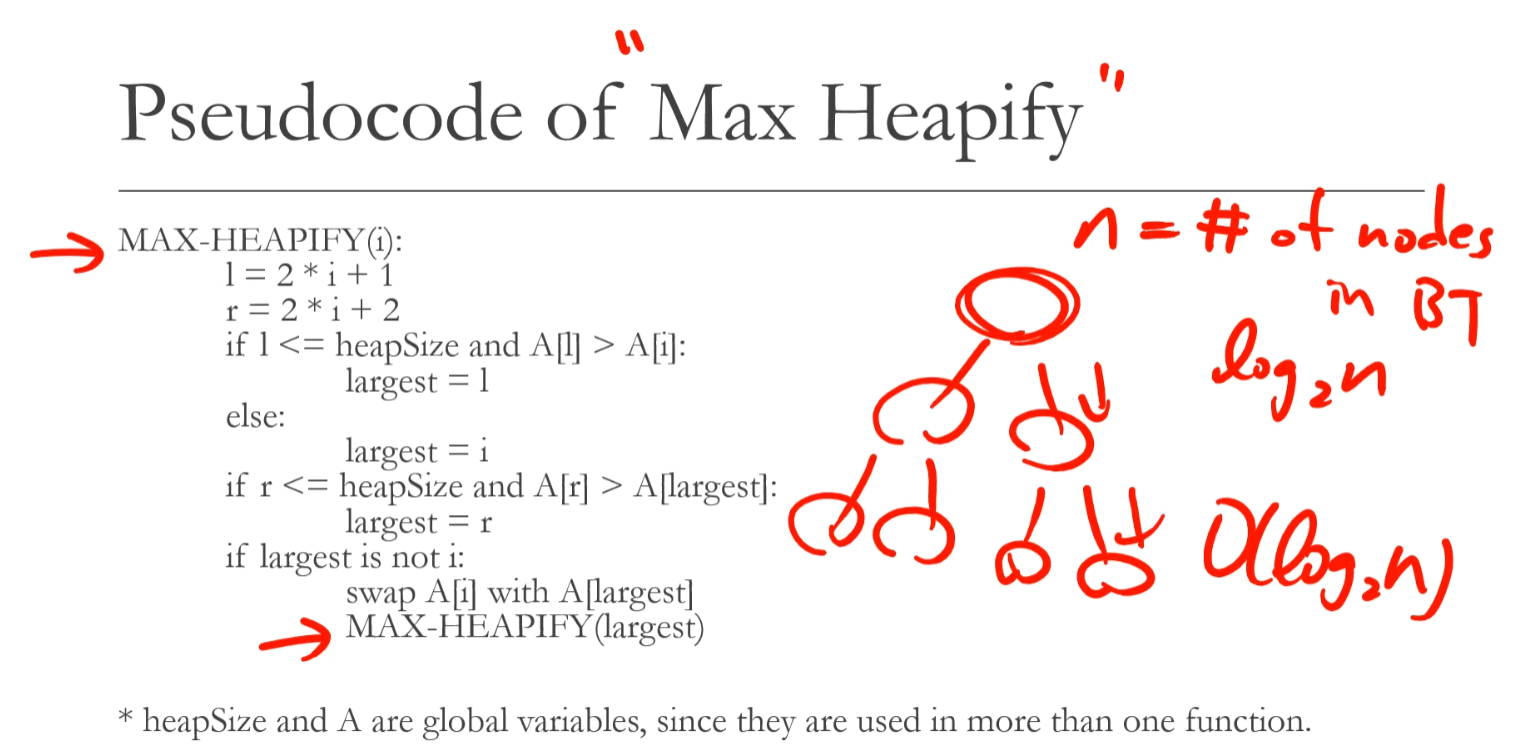 Pseudocode of "Max Heapify"
MAX-HEAPIFY(i):
l = 2 * i + 1
r = 2 * i + 2
if l <= heapSize and A[l] > A[i]:
largest = l
else:
largest = i
if r <= heapSize and A[r] > A[largest]:
largest = r
if largest is not i:
swap A[i] with A[largest]
MAX-HEAPIFY(largest)
n = # of nodes
in BT
log₂n
O(log₂n)
* heapSize and A are global variables, since they are used in more than one function.